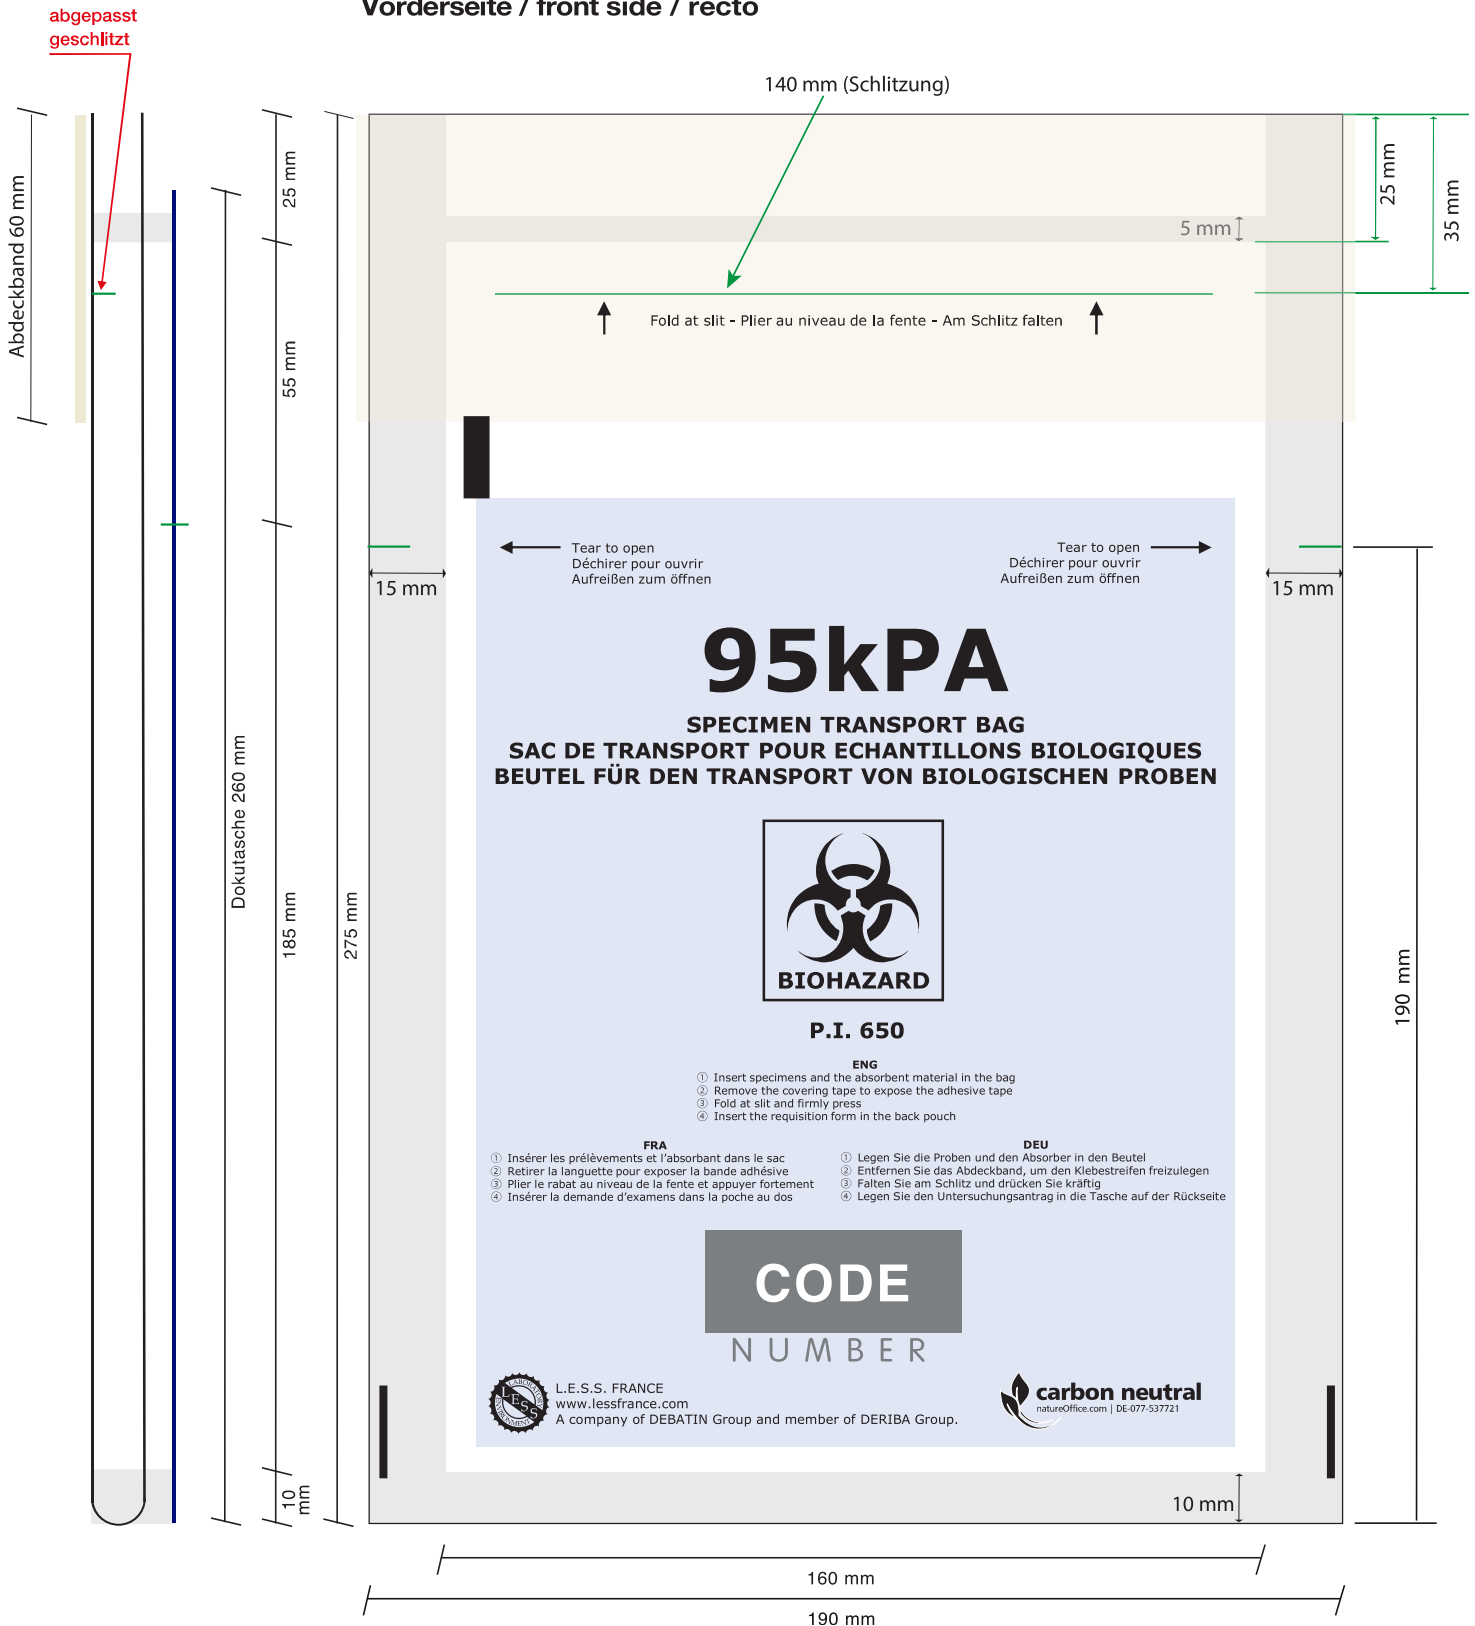 Vorderseite / front side / recto
abgepasst
geschlitzt
140 mm (Schlitzung)
Abdeckband 60 mm
25 mm
55 mm
185 mm
10 mm
Dokutasche 260 mm
275 mm
5 mm
25 mm
35 mm
Fold at slit - Plier au niveau de la fente - Am Schlitz falten
Tear to open
Déchirer pour ouvrir
Aufreißen zum öffnen
Tear to open
Déchirer pour ouvrir
Aufreißen zum öffnen
15 mm
15 mm
95kPA
SPECIMEN TRANSPORT BAG
SAC DE TRANSPORT POUR ECHANTILLONS BIOLOGIQUES
BEUTEL FÜR DEN TRANSPORT VON BIOLOGISCHEN PROBEN
BIOHAZARD
P.I. 650
190 mm
ENG
① Insert specimens and the absorbent material in the bag
② Remove the covering tape to expose the adhesive tape
③ Fold at slit and firmly press
④ Insert the requisition form in the back pouch
FRA
① Insérer les prélèvements et l'absorbant dans le sac
② Retirer la languette pour exposer la bande adhésive
③ Plier le rabat au niveau de la fente et appuyer fortement
④ Insérer la demande d'examens dans la poche au dos
DEU
① Legen Sie die Proben und den Absorber in den Beutel
② Entfernen Sie das Abdeckband, um den Klebestreifen freizulegen
③ Falten Sie am Schlitz und drücken Sie kräftig
④ Legen Sie den Untersuchungsantrag in die Tasche auf der Rückseite
CODE
NUMBER
LABORATORY
LESS
ENVIRONMENT
L.E.S.S. FRANCE
www.lessfrance.com
A company of DEBATIN Group and member of DERIBA Group.
carbon neutral
natureOffice.com | DE-077-537721
10 mm
160 mm
190 mm